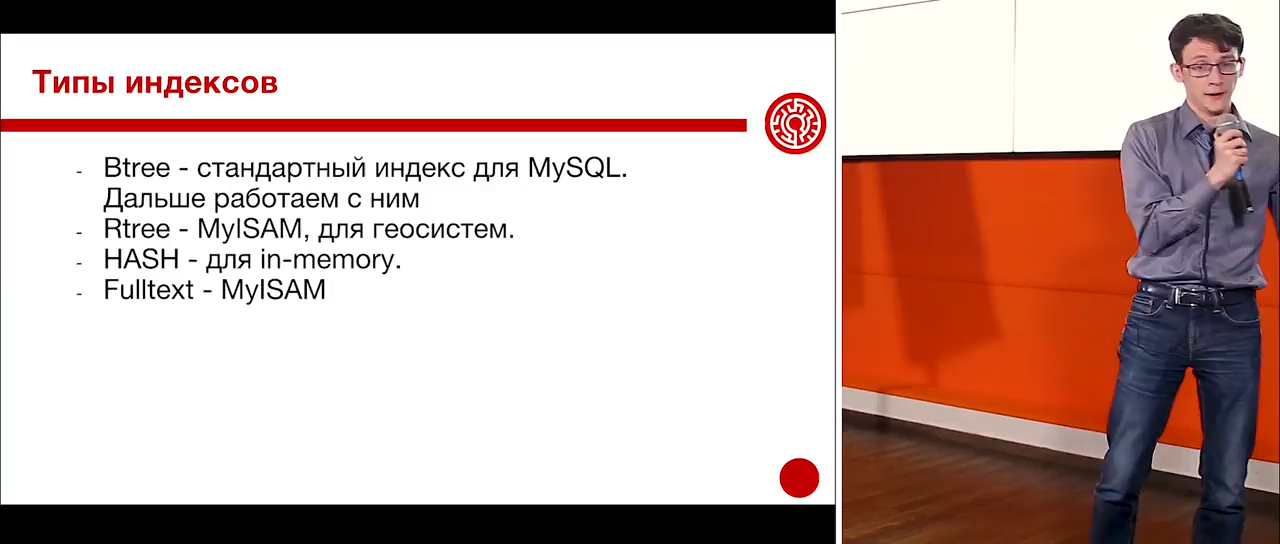 Типы индексов
- Btree - стандартный индекс для MySQL.
Дальше работаем с ним
- Rtree - MyISAM, для геосистем.
- HASH - для in-memory.
- Fulltext - MyISAM